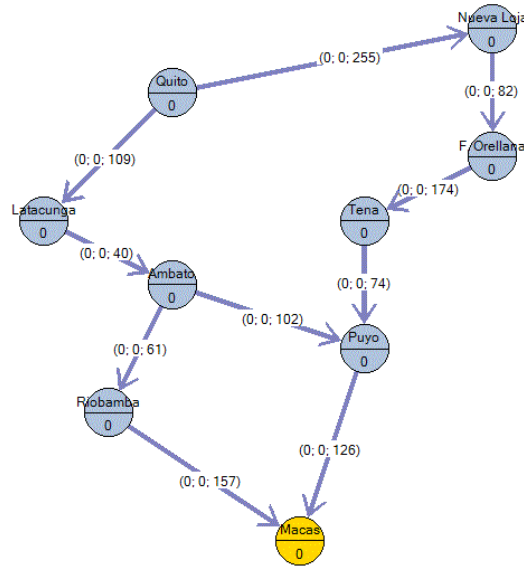 Nueva Loja
0
(0; 0; 255)
Quito
0
(0; 0; 82)
F. Orellana
0
(0; 0; 109)
(0; 0; 174)
Latacunga
0
Tena
0
(0; 0; 40)
Ambato
0
(0; 0; 74)
(0; 0; 102)
Puyo
0
(0; 0; 61)
Riobamba
0
(0; 0; 126)
(0; 0; 157)
Macas
0